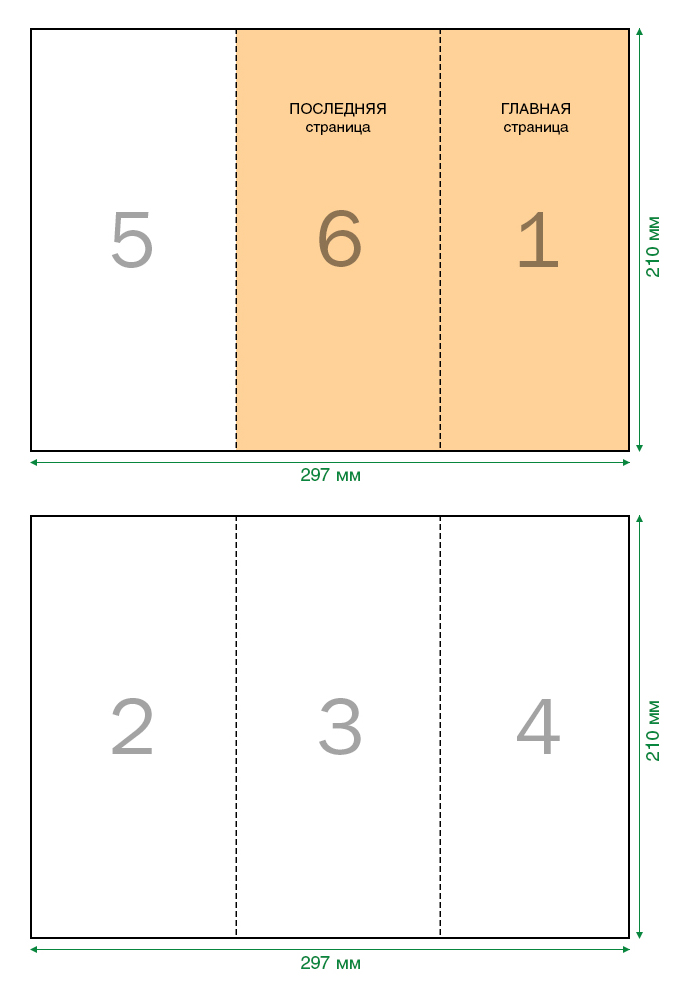 ПОСЛЕДНЯЯ
страница
ГЛАВНАЯ
страница
5
6
1
210 мм
297 мм
2
3
4
210 мм
297 мм